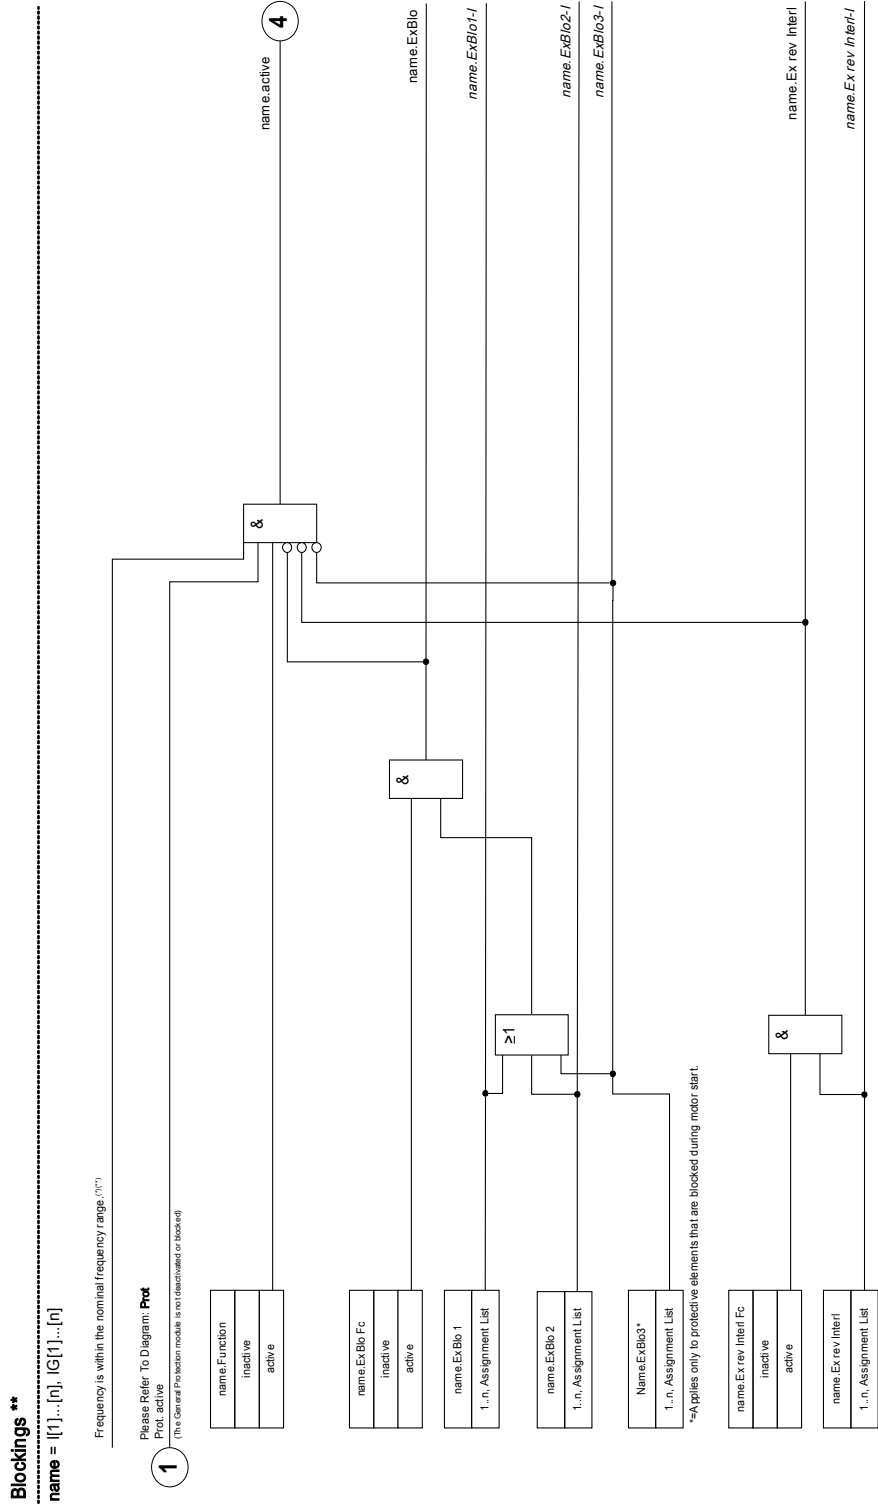 Blockings **
name = I[1]...[n], IG[1]...[n]
Frequency is within the nominal frequency range.(*)(**)
Please Refer To Diagram: Prot
Prot. active
(The General Protection module is not deactivated or blocked)
1
name.Function
inactive
active
name.ExBlo Fc
inactive
active
name.ExBlo 1
1..n, Assignment List
name.ExBlo 2
1..n, Assignment List
Name.ExBlo3*
1..n, Assignment List
*=Applies only to protective elements that are blocked during motor start.
name.Ex rev Interl Fc
inactive
active
name.Ex rev Interl
1..n, Assignment List
≥1
&
&
&
name.active
4
name.ExBlo
name.ExBlo1-I
name.ExBlo2-I
name.ExBlo3-I
name.Ex rev Interl
name.Ex rev Interl-I